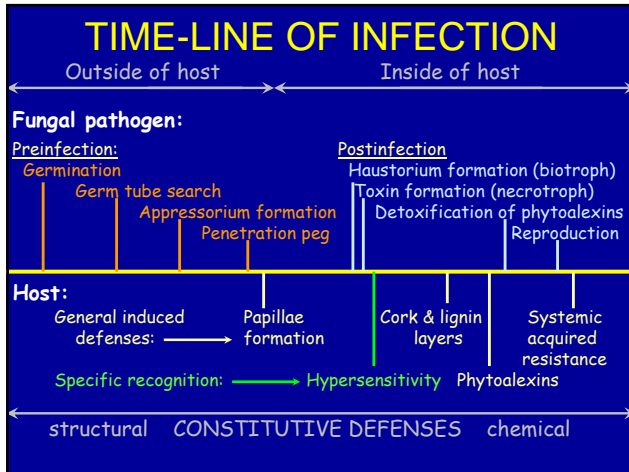 TIME-LINE OF INFECTION
Outside of host
Inside of host
Fungal pathogen:
Preinfection:
Germination
Germ tube search
Appressorium formation
Penetration peg
Postinfection
Haustorium formation (biotroph)
Toxin formation (necrotroph)
Detoxification of phytoalexins
Reproduction
Host:
General induced
defenses:
Papillae
formation
Cork & lignin
layers
Systemic
acquired
resistance
Specific recognition:
Hypersensitivity
Phytoalexins
structural CONSTITUTIVE DEFENSES chemical